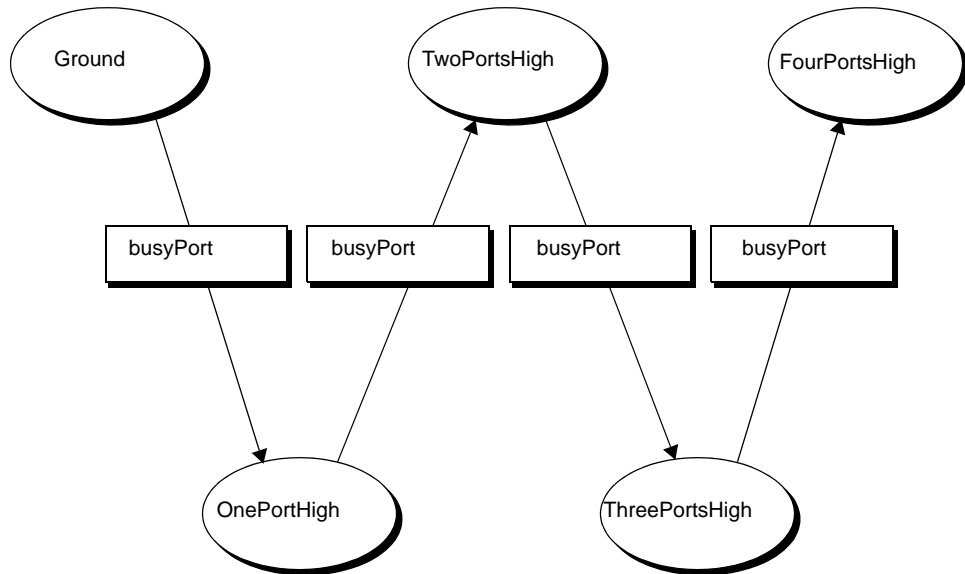 Ground
TwoPortsHigh
FourPortsHigh
busyPort
busyPort
busyPort
busyPort
OnePortHigh
ThreePortsHigh